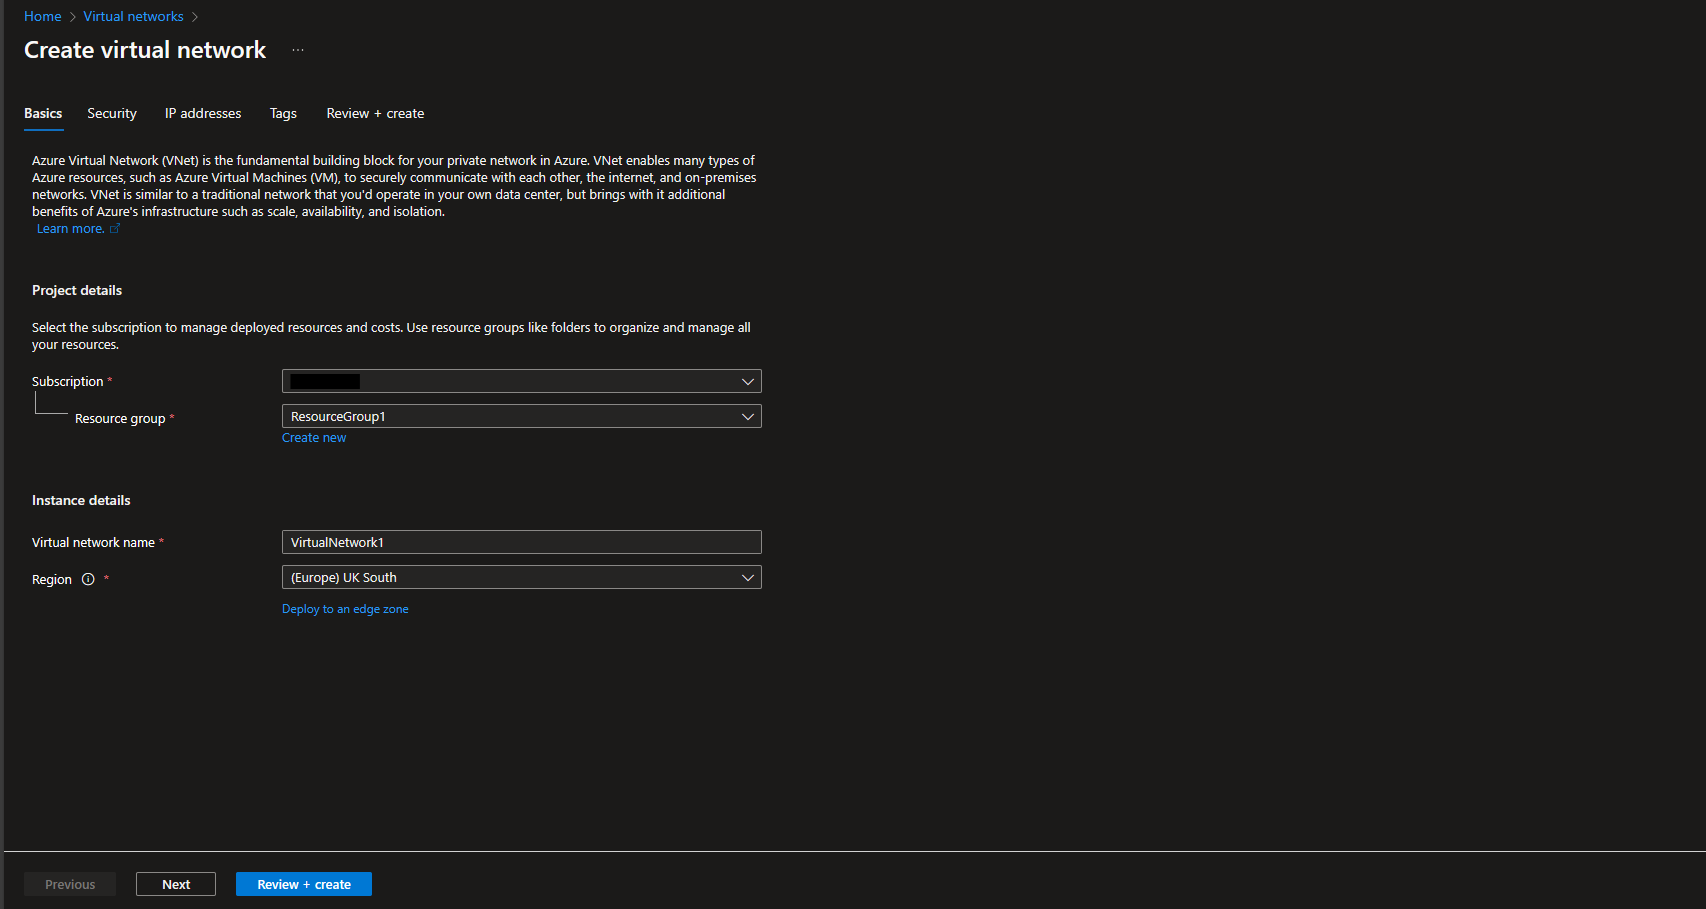 Home > Virtual networks >
Create virtual network ...
Basics Security IP addresses Tags Review + create
Azure Virtual Network (VNet) is the fundamental building block for your private network in Azure. VNet enables many types of
Azure resources, such as Azure Virtual Machines (VM), to securely communicate with each other, the internet, and on-premises
networks. VNet is similar to a traditional network that you'd operate in your own data center, but brings with it additional
benefits of Azure's infrastructure such as scale, availability, and isolation.
Learn more.
Project details
Select the subscription to manage deployed resources and costs. Use resource groups like folders to organize and manage all
your resources.
Subscription *
Resource group * ResourceGroup1
Create new
Instance details
Virtual network name * VirtualNetwork1
Region * (Europe) UK South
Deploy to an edge zone
Previous Next Review + create